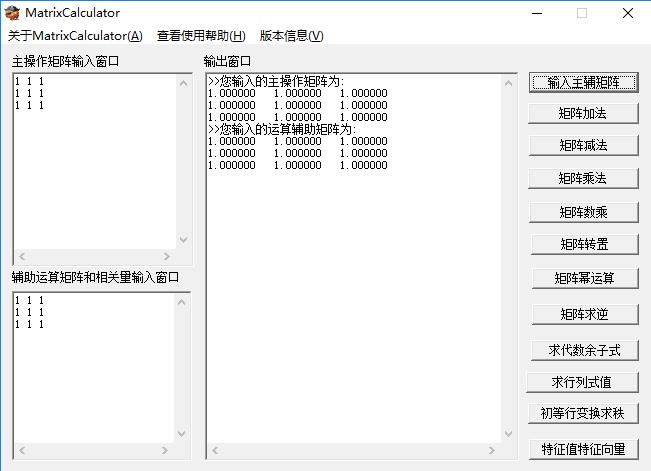 MatrixCalculator
关于MatrixCalculator(A) 查看使用帮助(H) 版本信息(V)
主操作矩阵输入窗口
1 1 1
1 1 1
1 1 1
辅助运算矩阵和相关量输入窗口
1 1 1
1 1 1
1 1 1
输出窗口
>>您输入的主操作矩阵为:
1.000000 1.000000 1.000000
1.000000 1.000000 1.000000
1.000000 1.000000 1.000000
>>您输入的运算辅助矩阵为:
1.000000 1.000000 1.000000
1.000000 1.000000 1.000000
1.000000 1.000000 1.000000
输入主辅矩阵
矩阵加法
矩阵减法
矩阵乘法
矩阵数乘
矩阵转置
矩阵幂运算
矩阵求逆
求代数余子式
求行列式值
初等行变换求秩
特征值特征向量